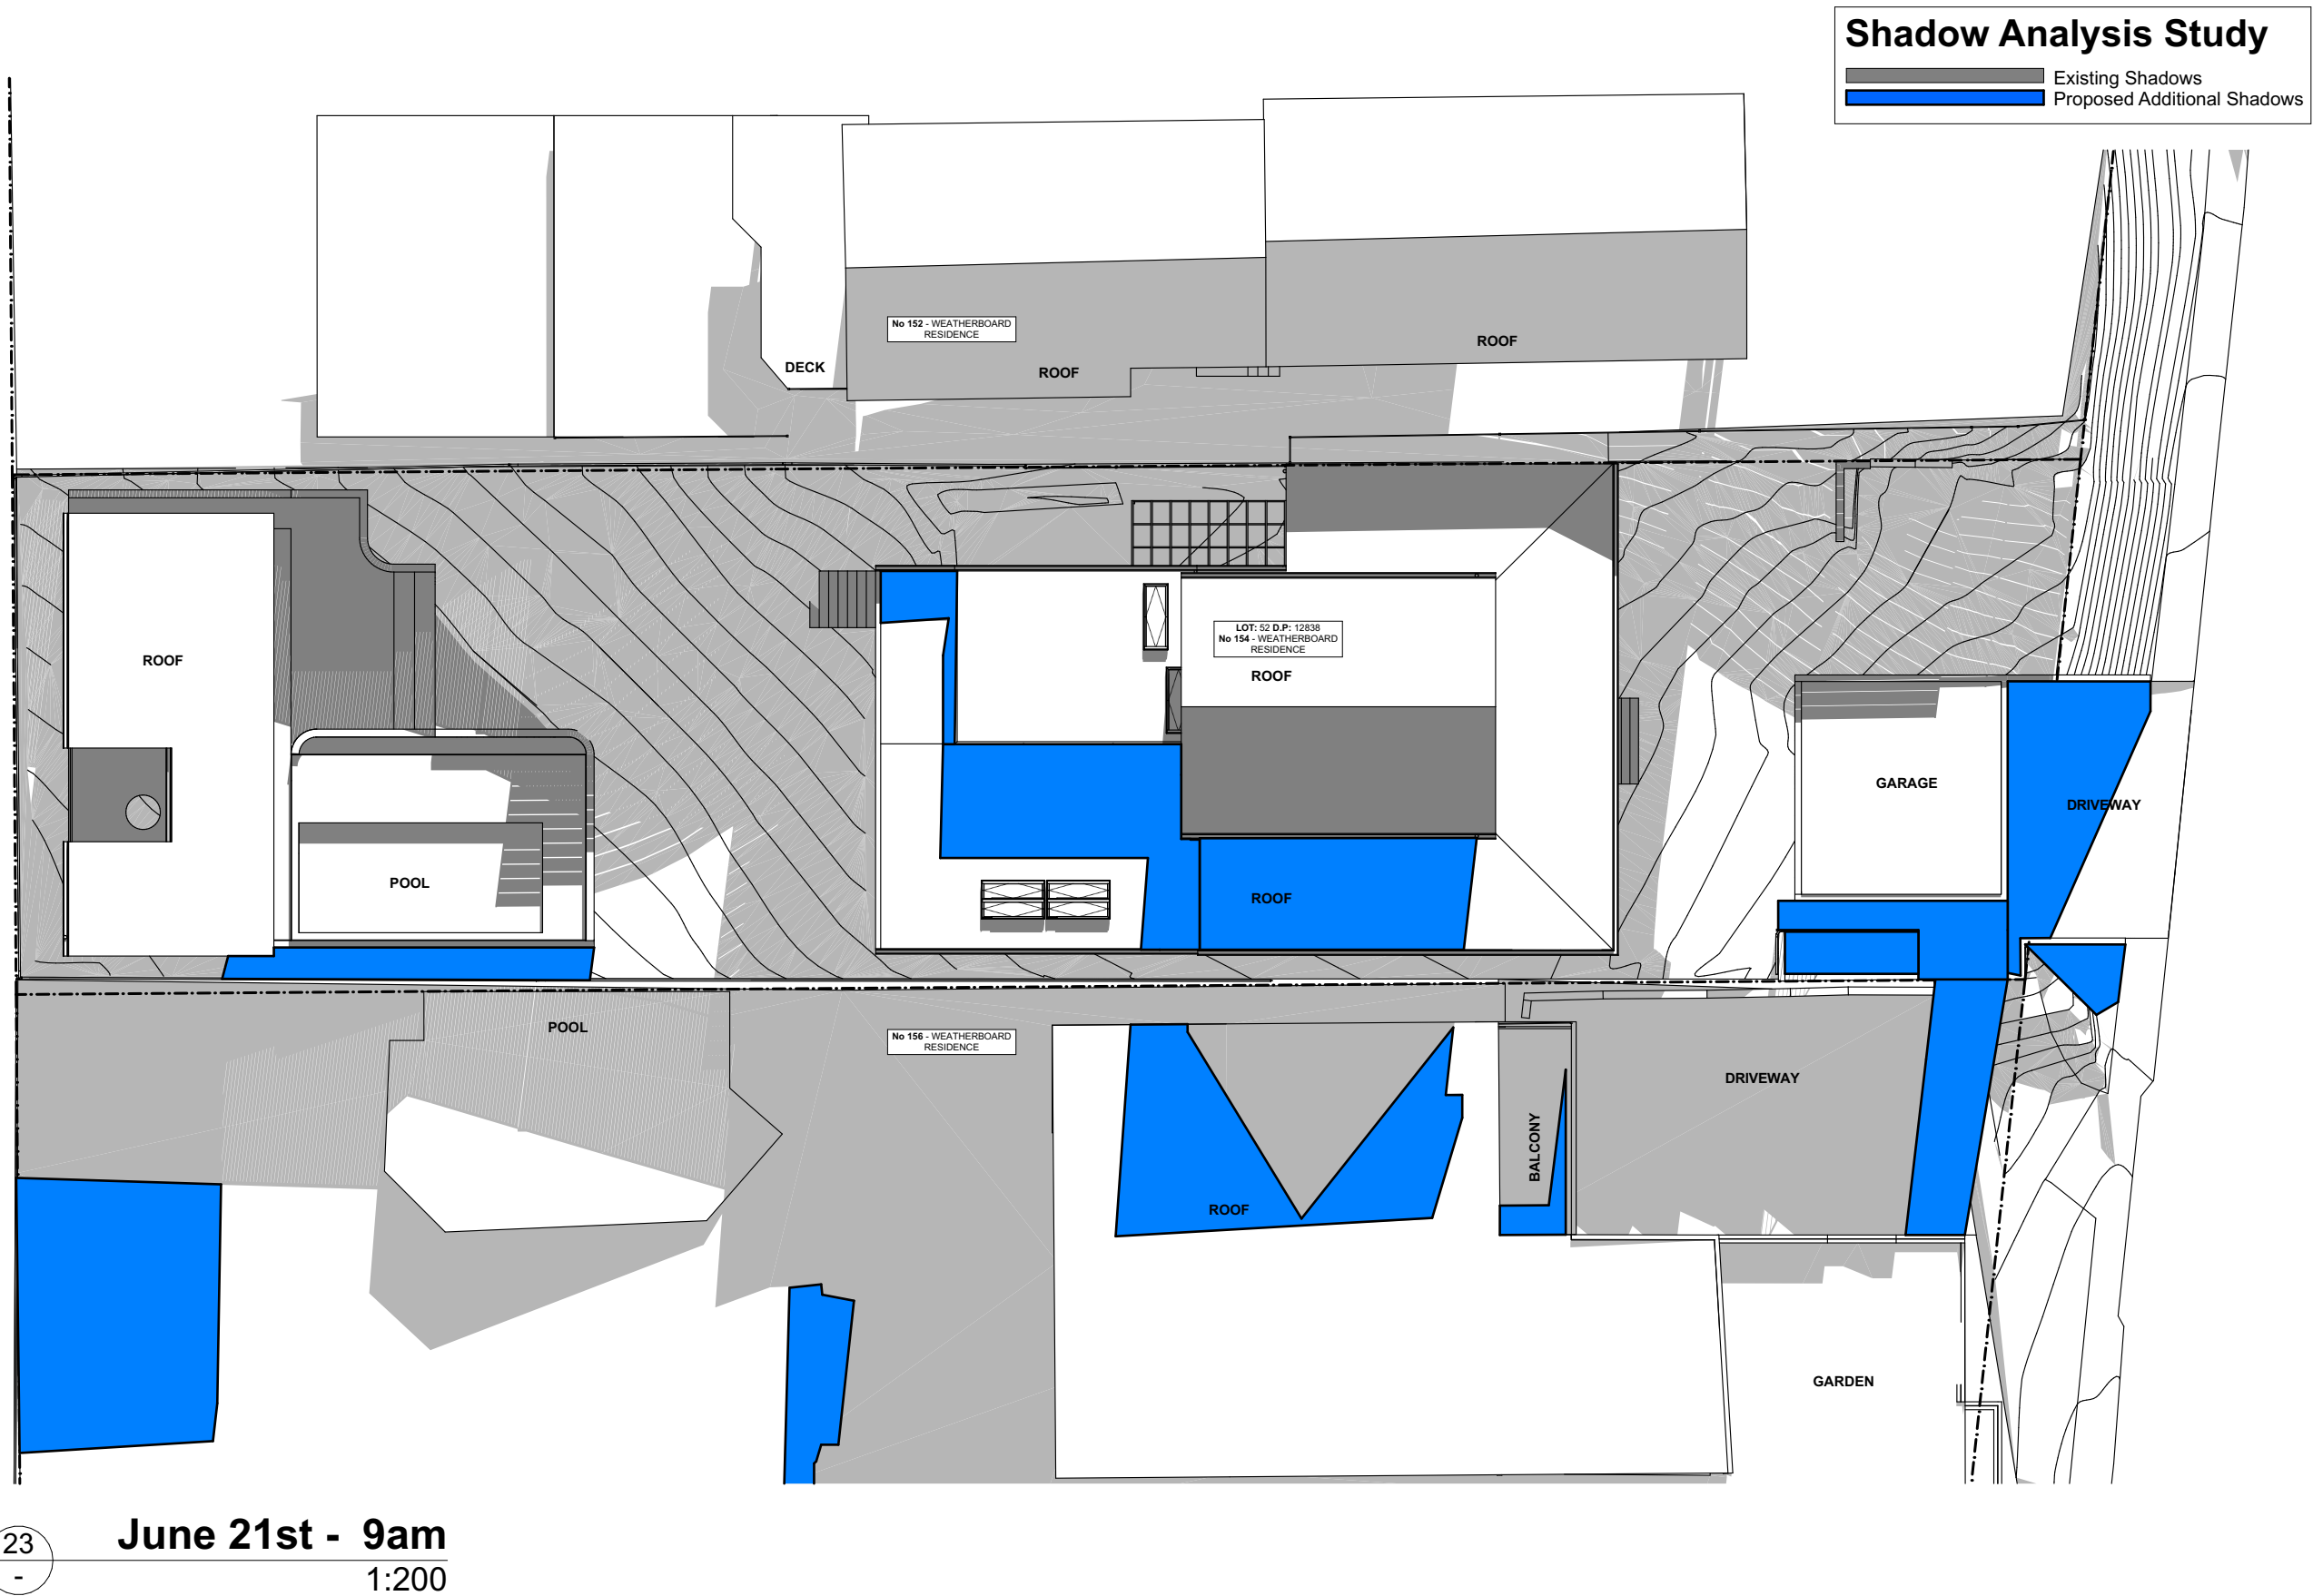 Shadow Analysis Study
Existing Shadows
Proposed Additional Shadows
No 152 - WEATHERBOARD
RESIDENCE
DECK
ROOF
ROOF
ROOF
LOT: 52 D.P: 12838
No 154 - WEATHERBOARD
RESIDENCE
ROOF
GARAGE
DRIVEWAY
POOL
ROOF
POOL
No 156 - WEATHERBOARD
RESIDENCE
DRIVEWAY
BALCONY
ROOF
GARDEN
23
-
June 21st - 9am
1:200